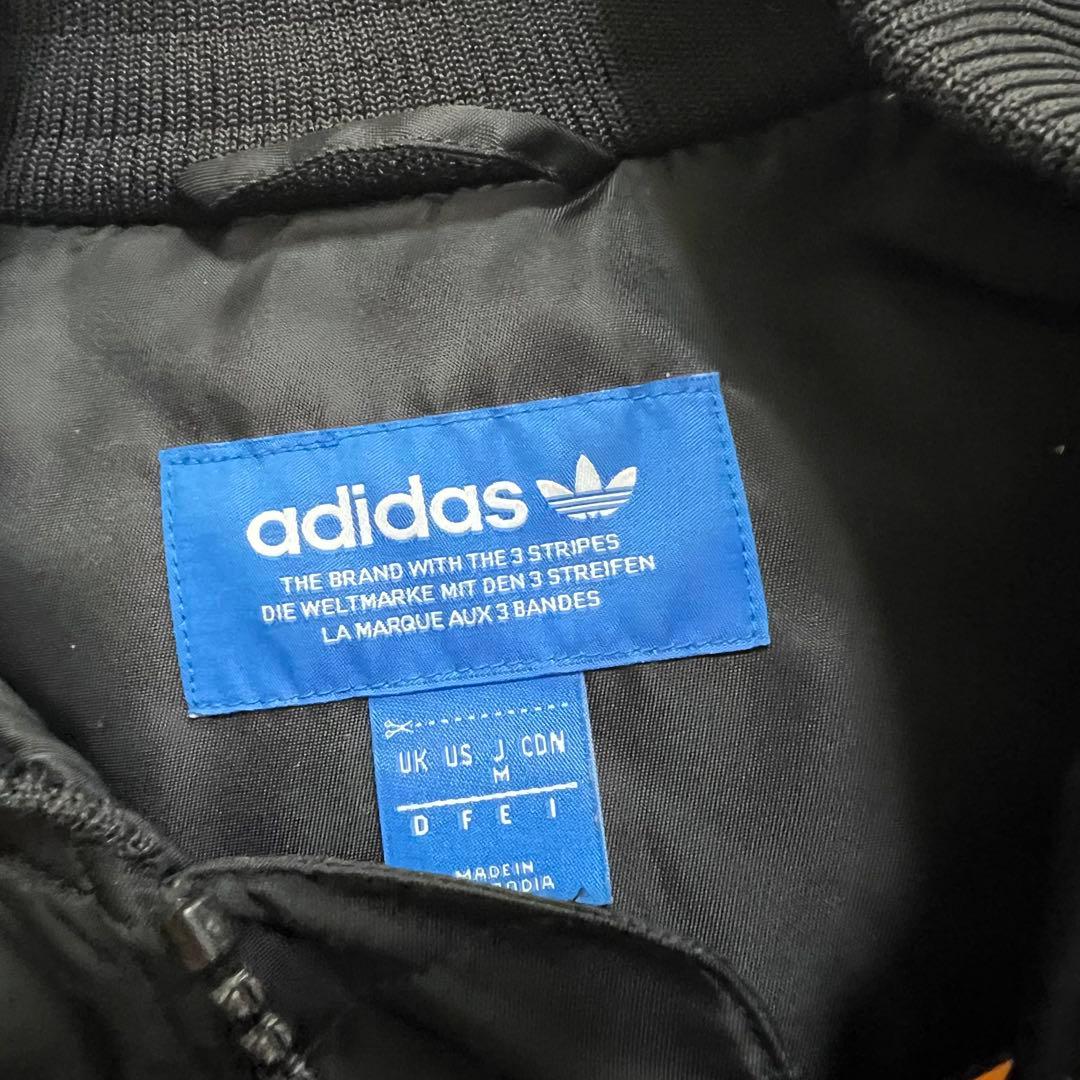 adidas
THE BRAND WITH THE 3 STRIPES
DIE WELTMARKE MIT DEN 3 STREIFEN
LA MARQUE AUX 3 BANDES
UK US J CDN
M
D F E I
MADE IN